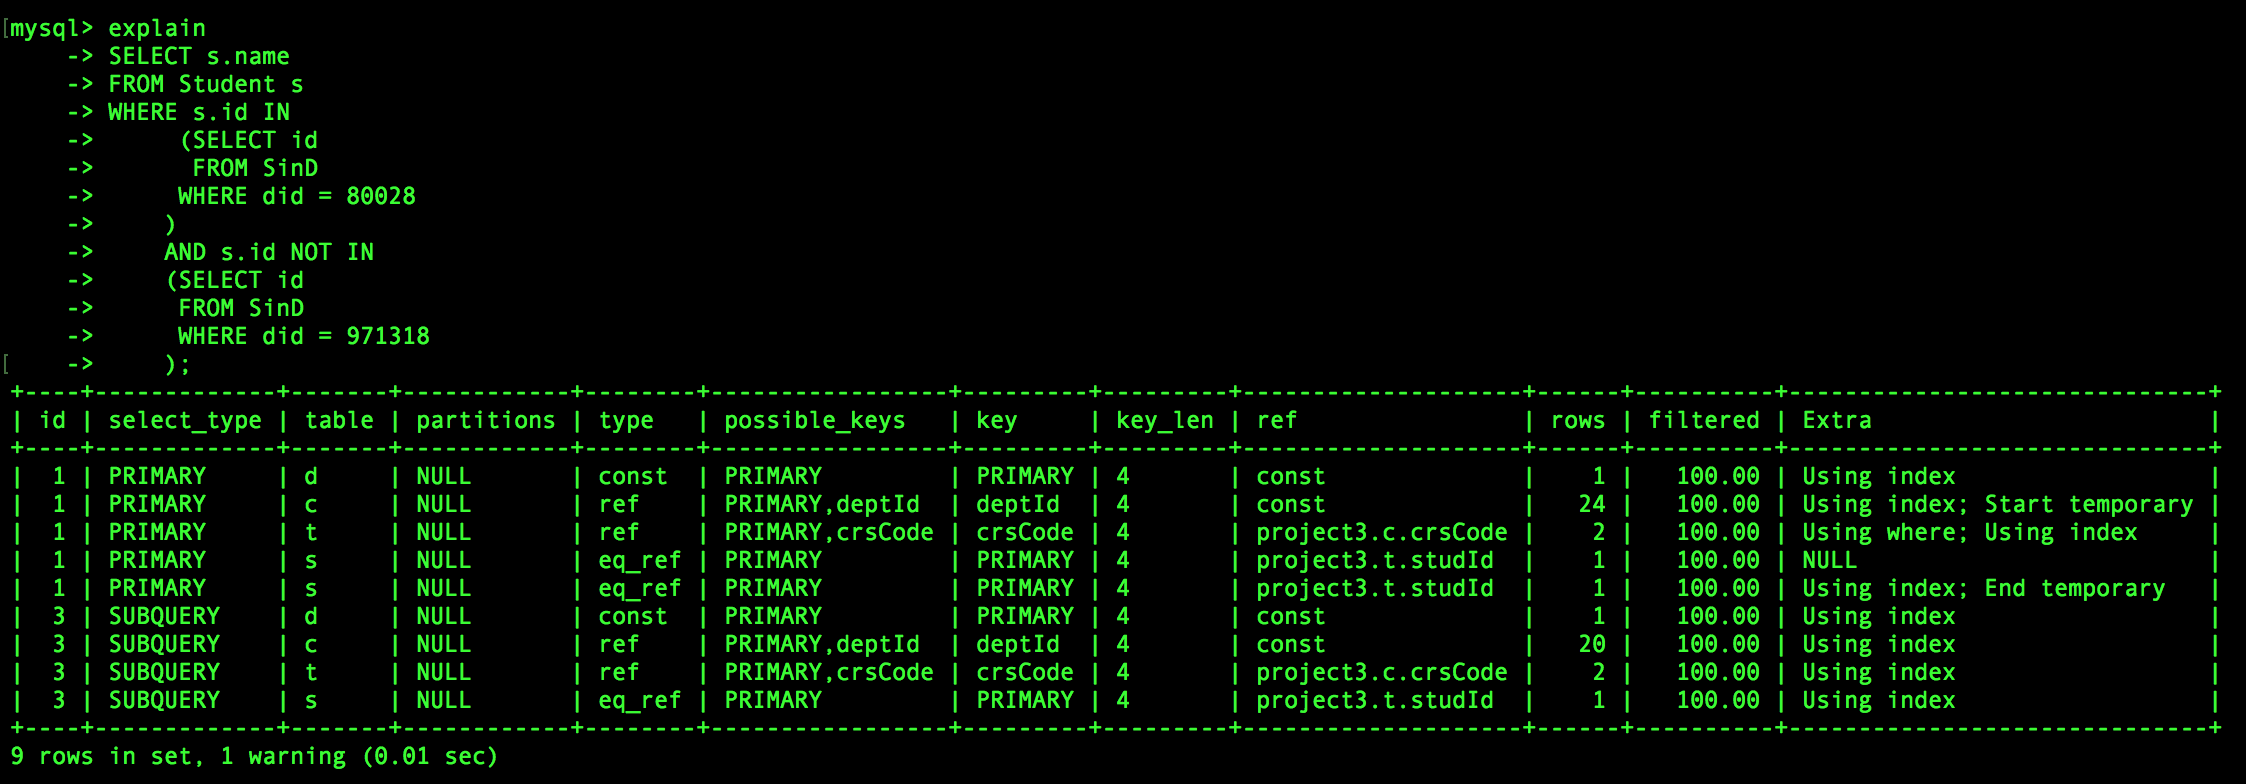 [mysql> explain
    -> SELECT s.name
    -> FROM Student s
    -> WHERE s.id IN
    ->      (SELECT id
    ->       FROM SinD
    ->      WHERE did = 80028
    ->     )
    ->     AND s.id NOT IN
    ->     (SELECT id
    ->      FROM SinD
    ->      WHERE did = 971318
[    ->     );
+----+-------------+-------+------------+--------+-----------------+---------+---------+--------------------+------+----------+------------------------------+
| id | select_type | table | partitions | type   | possible_keys   | key     | key_len | ref                | rows | filtered | Extra                        |
+----+-------------+-------+------------+--------+-----------------+---------+---------+--------------------+------+----------+------------------------------+
|  1 | PRIMARY     | d     | NULL       | const  | PRIMARY         | PRIMARY | 4       | const              |    1 |   100.00 | Using index                  |
|  1 | PRIMARY     | c     | NULL       | ref    | PRIMARY,deptId  | deptId  | 4       | const              |   24 |   100.00 | Using index; Start temporary |
|  1 | PRIMARY     | t     | NULL       | ref    | PRIMARY,crsCode | crsCode | 4       | project3.c.crsCode |    2 |   100.00 | Using where; Using index     |
|  1 | PRIMARY     | s     | NULL       | eq_ref | PRIMARY         | PRIMARY | 4       | project3.t.studId  |    1 |   100.00 | NULL                         |
|  1 | PRIMARY     | s     | NULL       | eq_ref | PRIMARY         | PRIMARY | 4       | project3.t.studId  |    1 |   100.00 | Using index; End temporary   |
|  3 | SUBQUERY    | d     | NULL       | const  | PRIMARY         | PRIMARY | 4       | const              |    1 |   100.00 | Using index                  |
|  3 | SUBQUERY    | c     | NULL       | ref    | PRIMARY,deptId  | deptId  | 4       | const              |   20 |   100.00 | Using index                  |
|  3 | SUBQUERY    | t     | NULL       | ref    | PRIMARY,crsCode | crsCode | 4       | project3.c.crsCode |    2 |   100.00 | Using index                  |
|  3 | SUBQUERY    | s     | NULL       | eq_ref | PRIMARY         | PRIMARY | 4       | project3.t.studId  |    1 |   100.00 | Using index                  |
+----+-------------+-------+------------+--------+-----------------+---------+---------+--------------------+------+----------+------------------------------+
9 rows in set, 1 warning (0.01 sec)